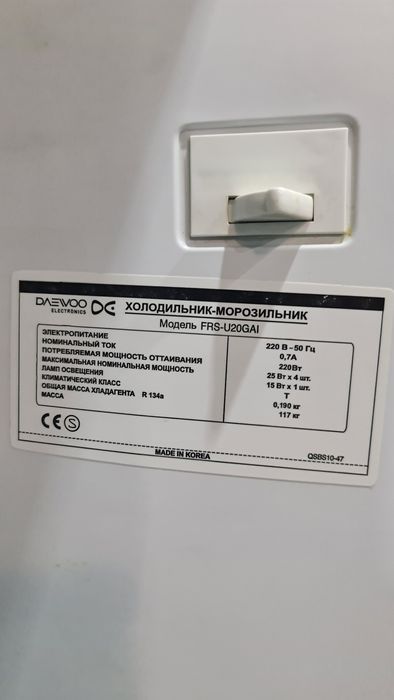 DAEWOO
ELECTRONICS
ХОЛОДИЛЬНИК-МОРОЗИЛЬНИК
Модель FRS-U20GAI
ЭЛЕКТРОПИТАНИЕ 220 В – 50 Гц
НОМИНАЛЬНЫЙ ТОК 0,7А
ПОТРЕБЛЯЕМАЯ МОЩНОСТЬ ОТТАИВАНИЯ 220Вт
МАКСИМАЛЬНАЯ НОМИНАЛЬНАЯ МОЩНОСТЬ 25 Вт x 4 шт.
ЛАМП ОСВЕЩЕНИЯ 15 Вт x 1 шт.
КЛИМАТИЧЕСКИЙ КЛАСС Т
ОБЩАЯ МАССА ХЛАДАГЕНТА R 134a 0,190 кг
МАССА 117 кг
CE
MADE IN KOREA
QSBS10-47